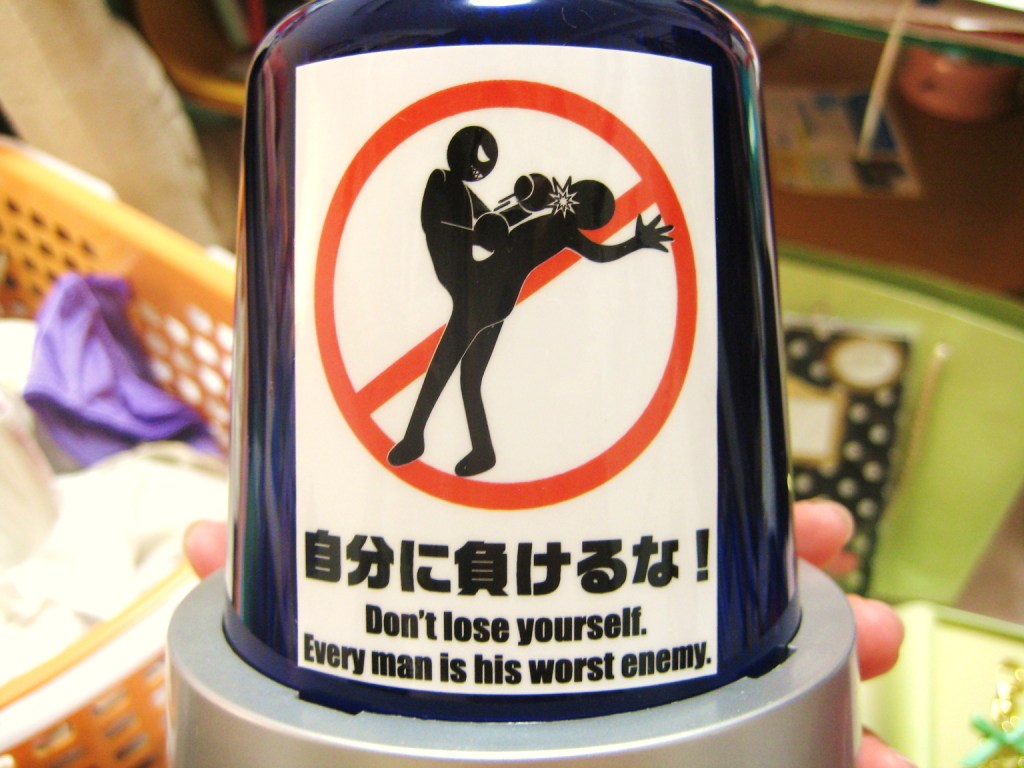 自分に負けるな！
Don't lose yourself.
Every man is his worst enemy.